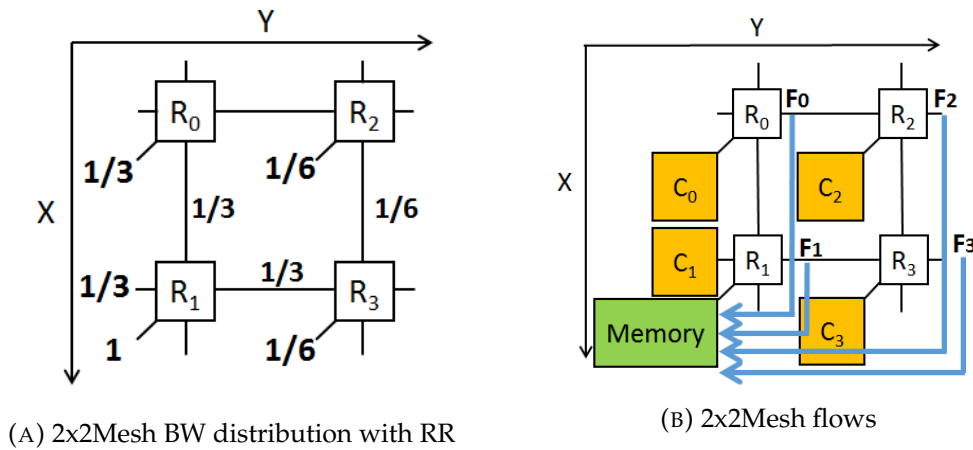 Y
X
R0
R2
1/3
1/6
1/3
1/6
1/3
R1
1/3
R3
1
1/6
(A) 2x2Mesh BW distribution with RR
Y
X
R0
F0
R2
F2
C0
C2
C1
R1
F1
R3
F3
Memory
C3
(B) 2x2Mesh flows